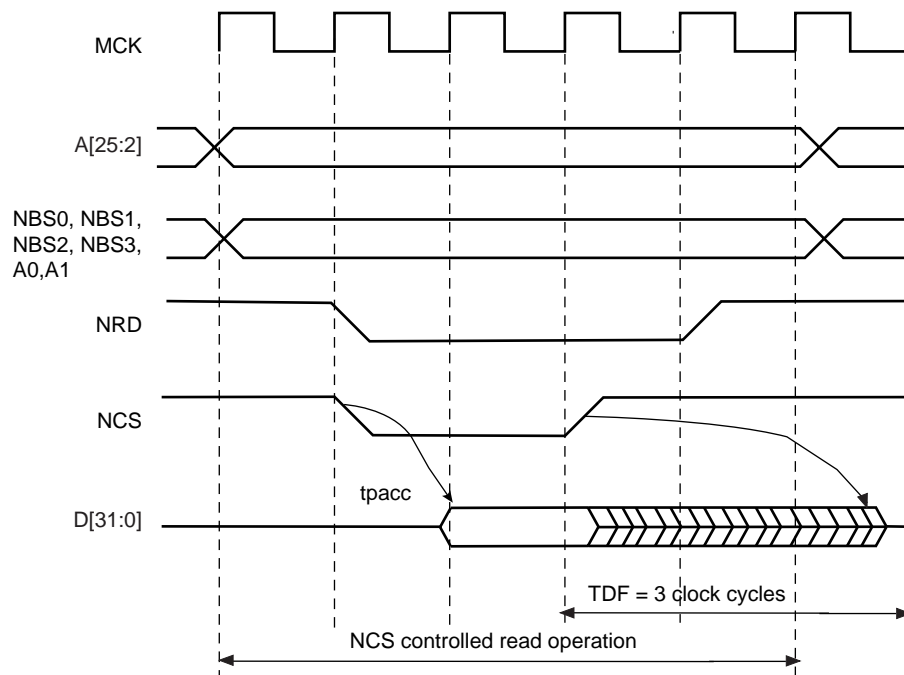 MCK
A[25:2]
NBS0, NBS1,
NBS2, NBS3,
A0,A1
NRD
NCS
tpacc
D[31:0]
TDF = 3 clock cycles
NCS controlled read operation